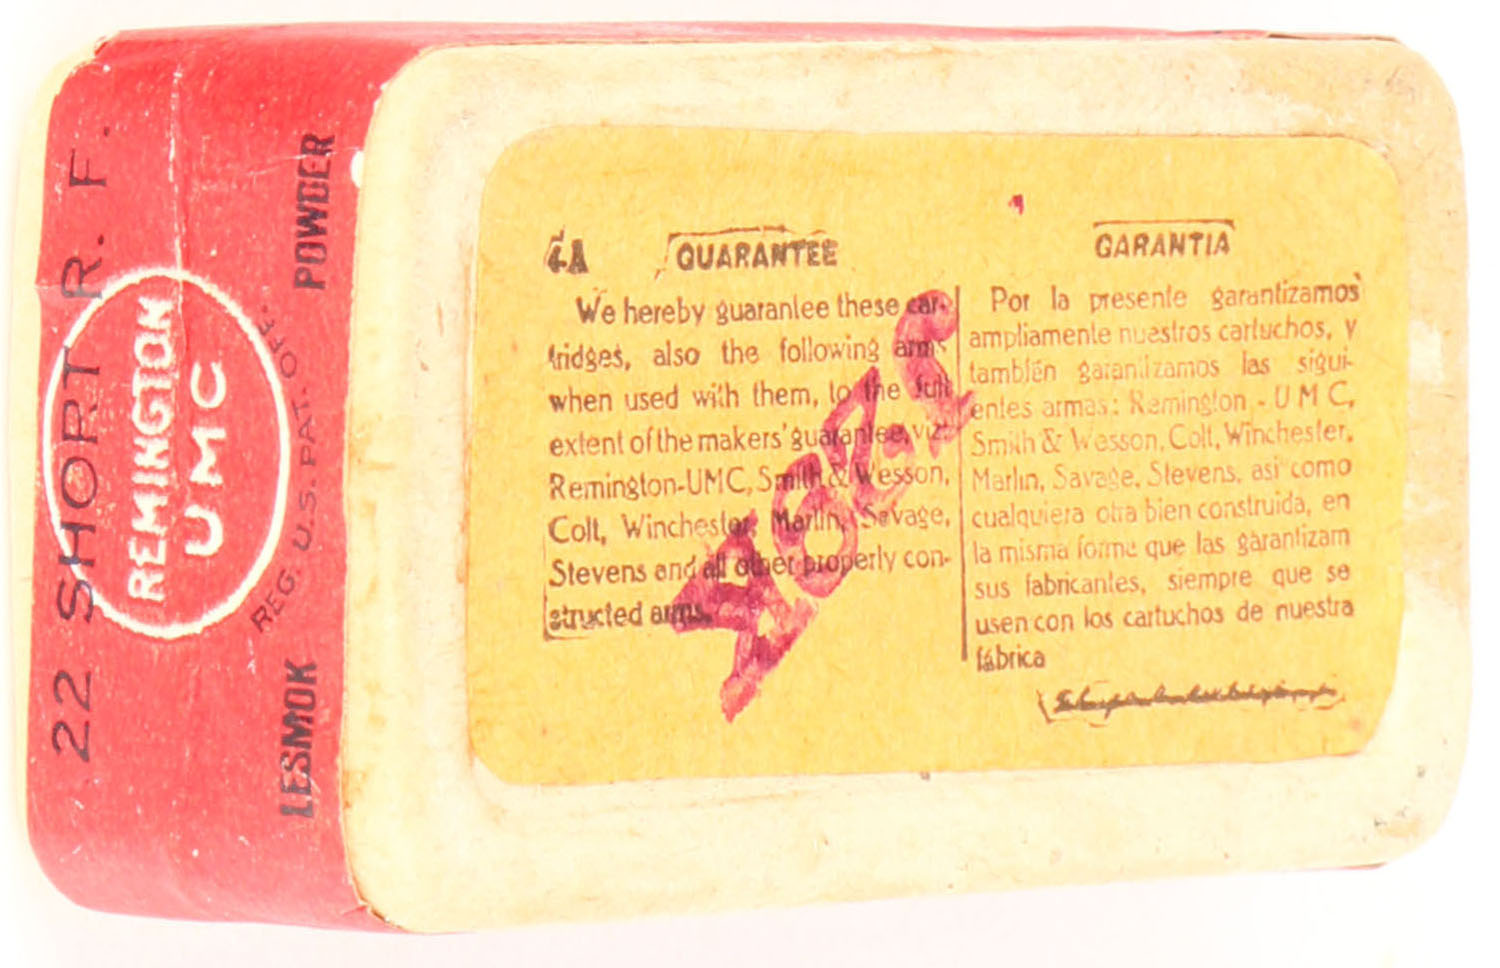 22 SHORT R. F.
REMINGTON
UMC
REG. U.S. PAT. OFF.
LESMOK POWDER
4A QUARANTEE
We hereby guarantee these car-
tridges, also the following arms
when used with them, to the full
extent of the makers' guarantee, viz:
Remington-UMC, Smith & Wesson,
Colt, Winchester, Marlin, Savage,
Stevens and all other properly con-
structed arms.
GARANTIA
Por la presente garantizamos
ampliamente nuestros cartuchos, y
también garantizamos las sigui-
entes armas: Remington - U M C,
Smith & Wesson, Colt, Winchester,
Marlin, Savage, Stevens, asi como
cualquiera otra bien construida, en
la misma forma que las garantizam
sus fabricantes, siempre que se
usen con los cartuchos de nuestra
fábrica